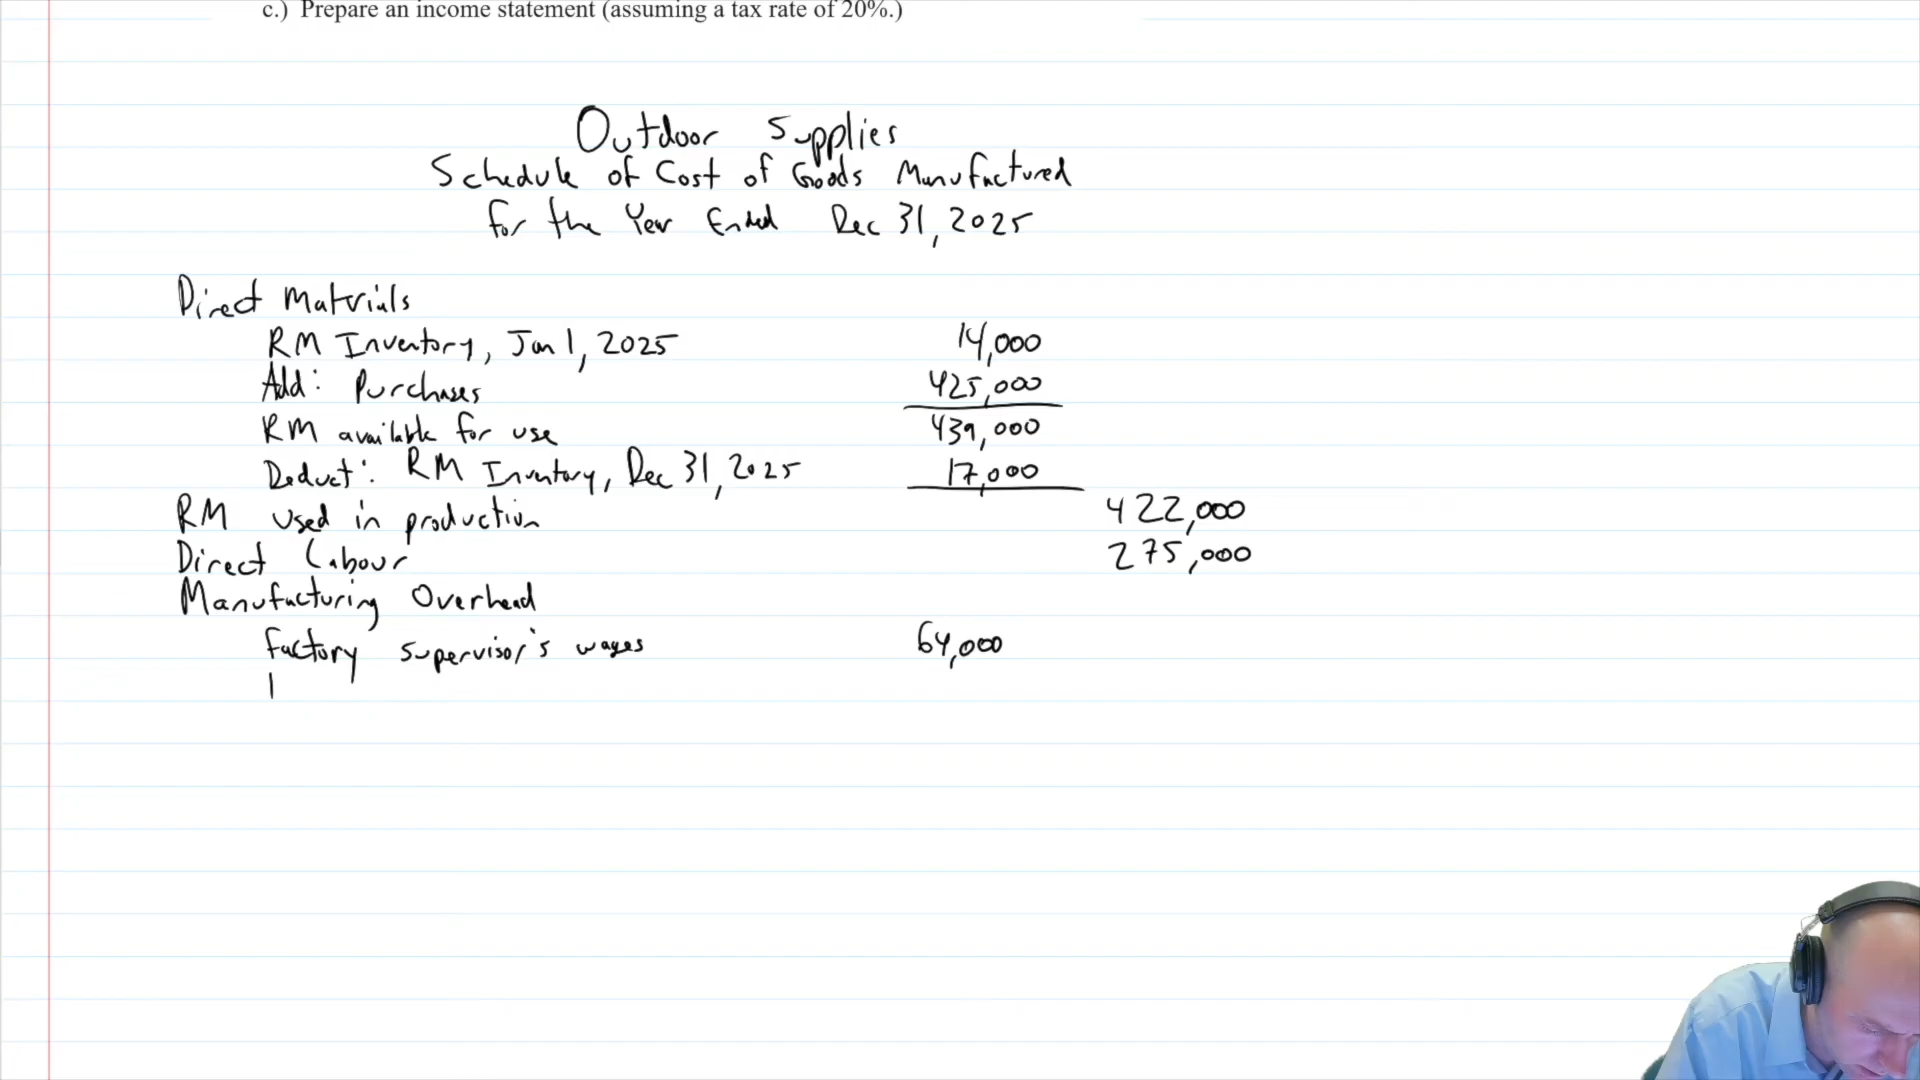 c.) Prepare an income statement (assuming a tax rate of 20%.)
Outdoor Supplies
Schedule of Cost of Goods Manufactured
for the Year Ended Dec 31, 2025
Direct Materials
RM Inventory, Jan 1, 2025 14,000
Add: Purchases 425,000
RM available for use 439,000
Deduct: RM Inventory, Dec 31, 2025 17,000
RM used in production 422,000
Direct Labour 275,000
Manufacturing Overhead
factory supervisor's wages 64,000